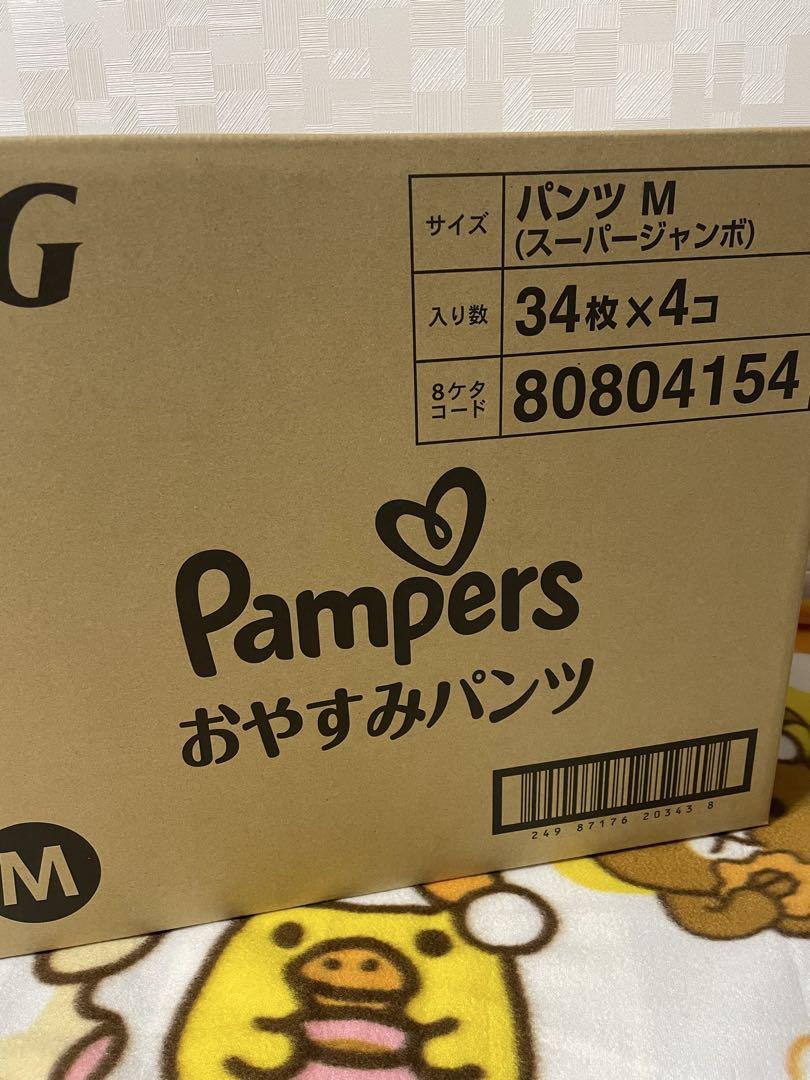 G
サイズ
パンツ M
(スーパージャンボ)
入り数
34枚×4コ
8ケタ
コード
80804154
Pampers
おやすみパンツ
249 87176 20343 8
M